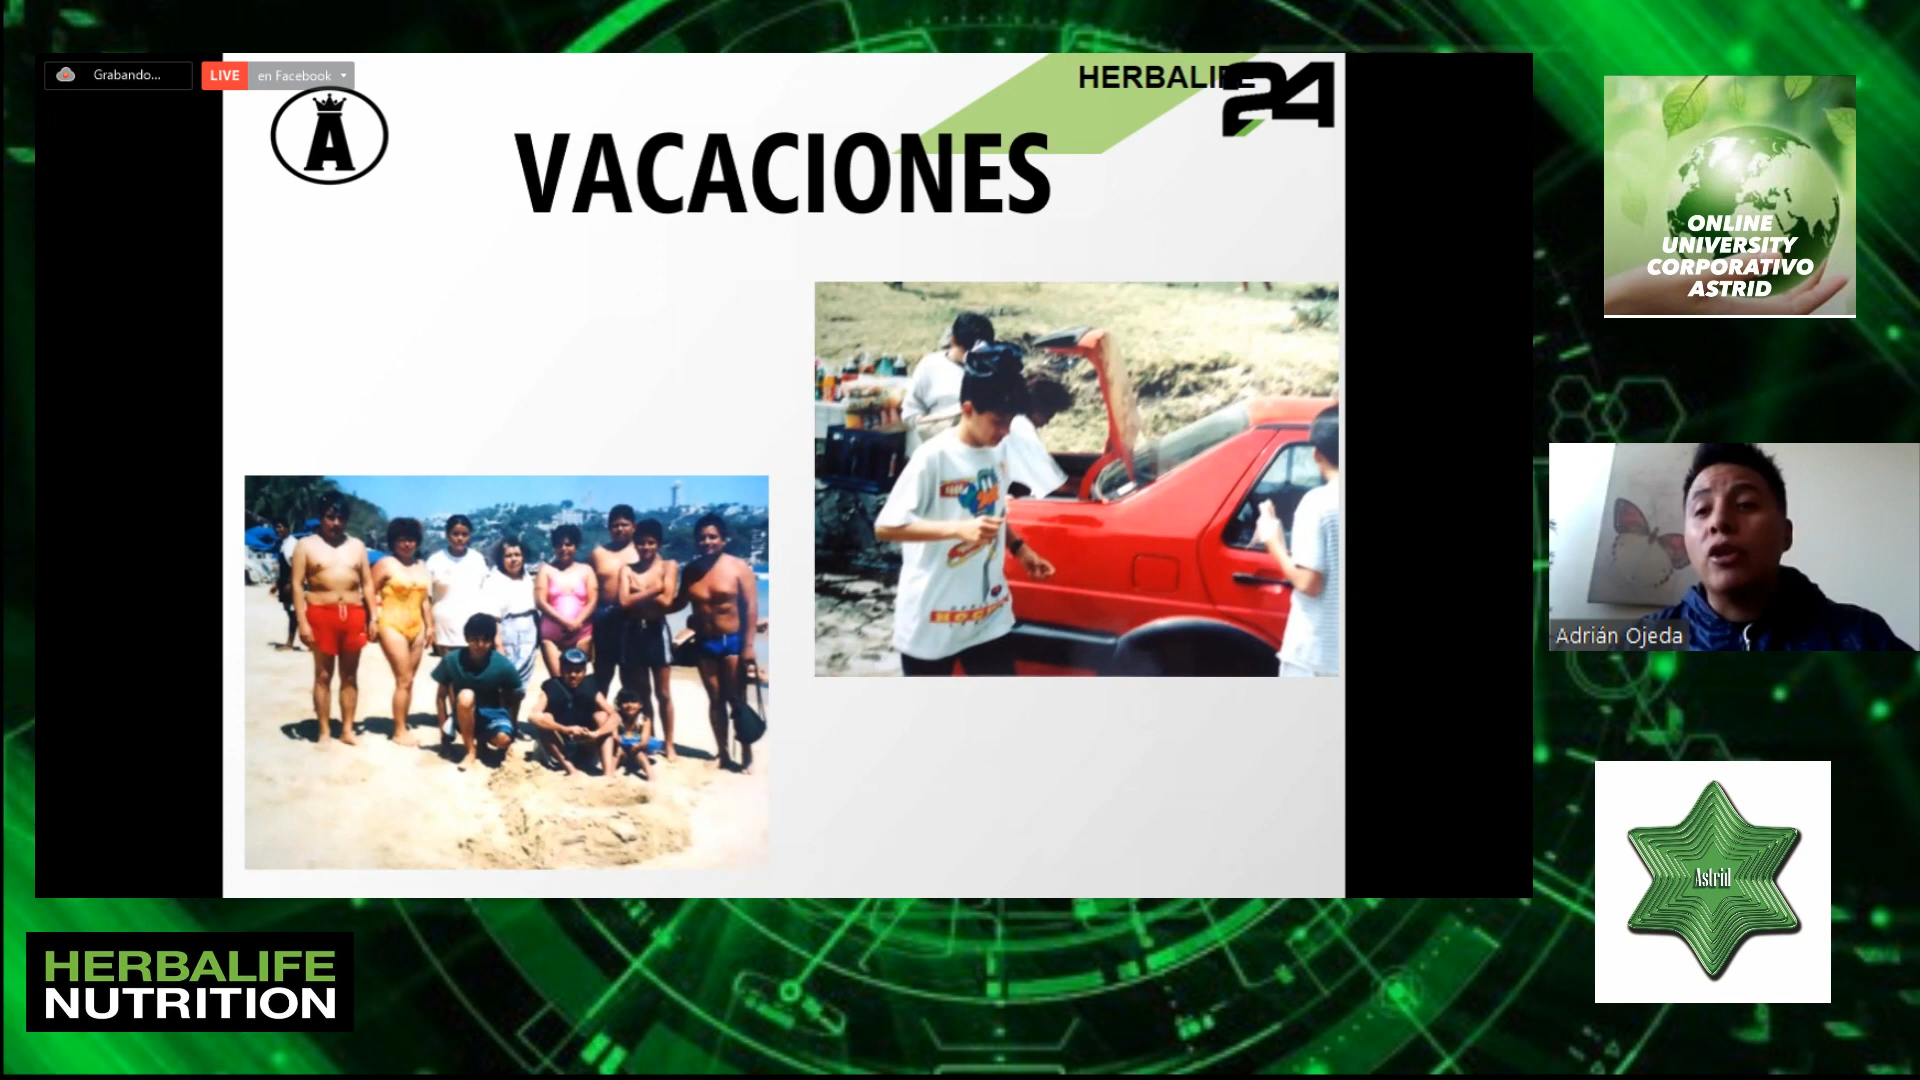 Grabando...
LIVE en Facebook
HERBALIFE
24
A
VACACIONES
ONLINE
UNIVERSITY
CORPORATIVO
ASTRID
Adrián Ojeda
Astrid
HERBALIFE
NUTRITION